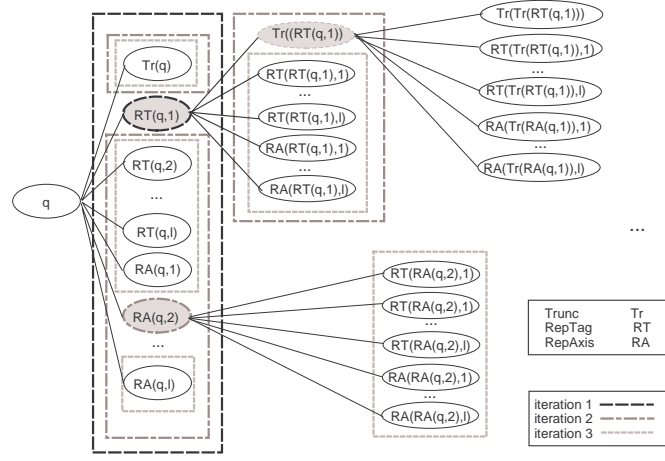 q
Tr(q)
RT(q,1)
RT(q,2)
...
RT(q,l)
RA(q,1)
RA(q,2)
...
RA(q,l)
Tr((RT(q,1))
RT(RT(q,1),1)
...
RT(RT(q,1),l)
RA(RT(q,1),1)
...
RA(RT(q,1),l)
Tr(Tr(RT(q,1)))
RT(Tr(RT(q,1)),1)
...
RT(Tr(RT(q,1)),l)
RA(Tr(RA(q,1)),1)
...
RA(Tr(RA(q,1)),l)
...
RT(RA(q,2),1)
RT(RA(q,2),1)
...
RT(RA(q,2),l)
RA(RA(q,2),1)
...
RA(RA(q,2),l)
Trunc Tr
RepTag RT
RepAxis RA
iteration 1
iteration 2
iteration 3